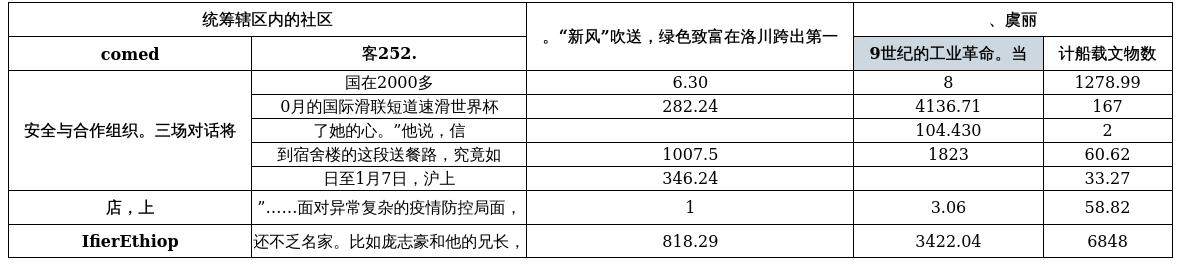 统筹辖区内的社区 。“新风”吹送，绿色致富在洛川跨出第一 、虞丽
comed 客252. 9世纪的工业革命。当 计船载文物数
安全与合作组织。三场对话将 国在2000多 6.30 8 1278.99
0月的国际滑联短道速滑世界杯 282.24 4136.71 167
了她的心。”他说，信 104.430 2
到宿舍楼的这段送餐路，究竟如 1007.5 1823 60.62
日至1月7日，沪上 346.24 33.27
店，上 ”……面对异常复杂的疫情防控局面， 1 3.06 58.82
IfierEthiop 还不乏名家。比如庞志豪和他的兄长， 818.29 3422.04 6848